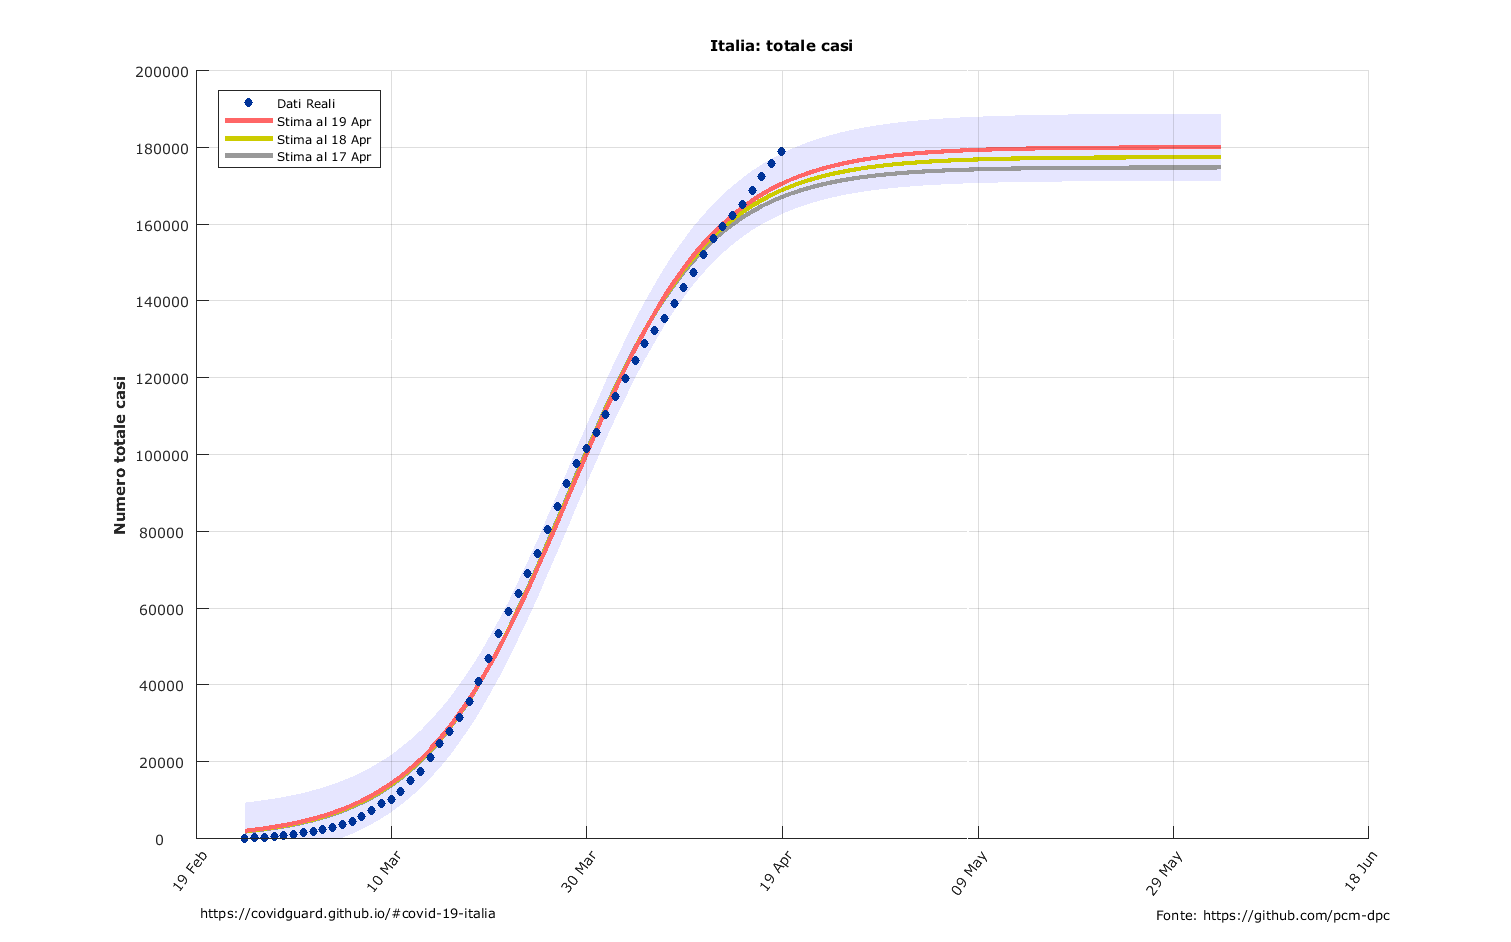 Italia: totale casi
200000
180000
160000
140000
120000
100000
80000
60000
40000
20000
0
Numero totale casi
Dati Reali
Stima al 19 Apr
Stima al 18 Apr
Stima al 17 Apr
19 Feb
10 Mar
30 Mar
19 Apr
09 May
29 May
18 Jun
https://covidguard.github.io/#covid-19-italia
Fonte: https://github.com/pcm-dpc